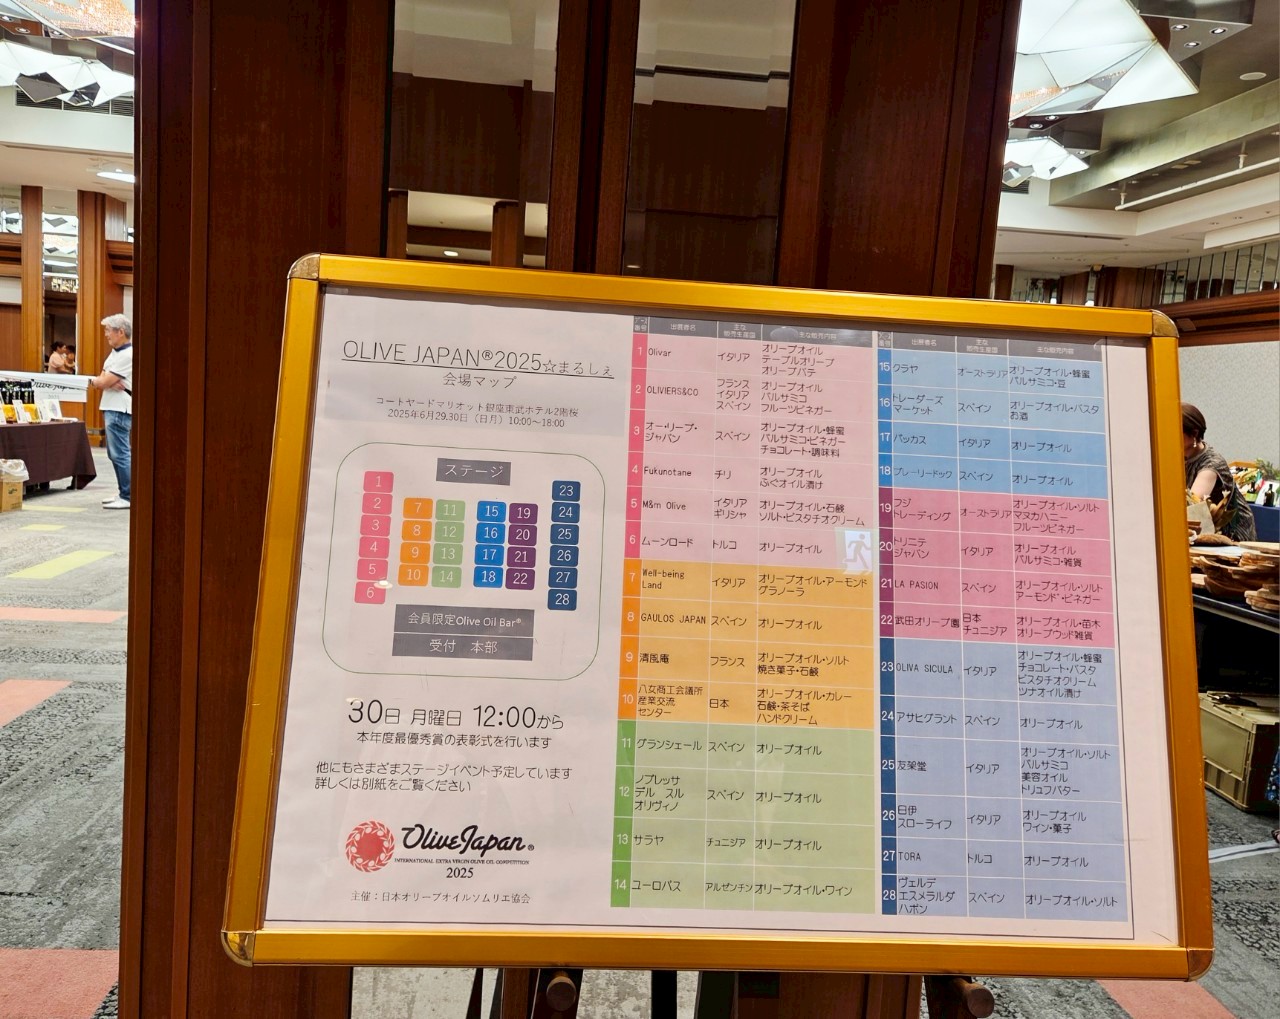 OLIVE JAPAN®2025☆まるしぇ
会場マップ
コートヤードマリオット銀座東武ホテル2階桜
2025年6月29.30日（日月）10:00～18:00
ステージ
1
2
3
4
5
6
7
8
9
10
11
12
13
14
15
16
17
18
19
20
21
22
23
24
25
26
27
28
会員限定Olive Oil Bar®
受付 本部
30日 月曜日 12:00から
本年度最優秀賞の表彰式を行います
他にもさまざまステージイベント予定しています
詳しくは別紙をご覧ください
OliveJapan®
INTERNATIONAL EXTRA VIRGIN OLIVE OIL COMPETITION
2025
主催：日本オリーブオイルソムリエ協会
番号 出展者名 主な 販売生産国 主な販売内容
1 Olivar イタリア オリーブオイル
テーブルオリーブ
オリーブパテ
2 OLIVIERS&CO フランス オリーブオイル
イタリア バルサミコ
スペイン フルーツビネガー
3 オー・リーブ・ジャパン スペイン オリーブオイル・蜂蜜
バルサミコ・ビネガー
チョコレート・調味料
4 Fukunotane チリ オリーブオイル
ふぐオイル漬け
5 M&m Olive イタリア オリーブオイル・石鹸
ギリシャ ソルト・ピスタチオクリーム
6 ムーンロード トルコ オリーブオイル
7 Well-being Land イタリア オリーブオイル・アーモンド
グラノーラ
8 GAULOS JAPAN スペイン オリーブオイル
9 清風庵 フランス オリーブオイル・ソルト
焼き菓子・石鹸
10 八女商工会議所 産業交流 センター 日本 オリーブオイル・カレー
石鹸・茶そば
ハンドクリーム
11 グランシェール スペイン オリーブオイル
12 ノブレッサ デル スル オリヴィノ スペイン オリーブオイル
13 サラヤ チュニジア オリーブオイル
14 ユーロパス アルゼンチン オリーブオイル・ワイン
番号 出展者名 主な 販売生産国 主な販売内容
15 クラヤ オーストラリア オリーブオイル・蜂蜜
バルサミコ・豆
16 トレーダーズ マーケット スペイン オリーブオイル・パスタ
お酒
17 バッカス イタリア オリーブオイル
18 プレーリードッグ スペイン オリーブオイル
19 フジ トレーディング オーストラリア オリーブオイル・ソルト
マヌカハニー
フルーツビネガー
20 トリニテ ジャパン イタリア オリーブオイル
バルサミコ・雑貨
21 LA PASION スペイン オリーブオイル・ソルト
アーモンド・ビネガー
22 武田オリーブ園 日本 オリーブオイル・苗木
チュニジア オリーブウッド雑貨
23 OLIVA SICULA イタリア オリーブオイル・蜂蜜
チョコレート・パスタ
ピスタチオクリーム
ツナオイル漬け
24 アサヒグラント スペイン オリーブオイル
25 友架堂 イタリア オリーブオイル・ソルト
バルサミコ
美容オイル
トリュフバター
26 日伊 スローライフ イタリア オリーブオイル
ワイン・菓子
27 TORA トルコ オリーブオイル
28 ヴェルデ エスメラルダ ハポン スペイン オリーブオイル・ソルト